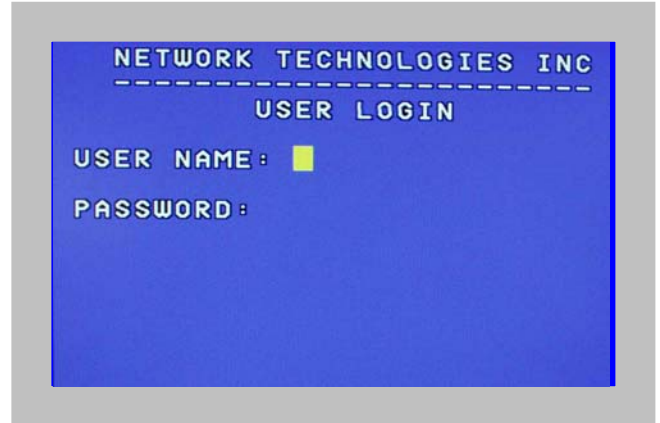 NETWORK TECHNOLOGIES INC
------------------------
USER LOGIN
USER NAME:
PASSWORD: